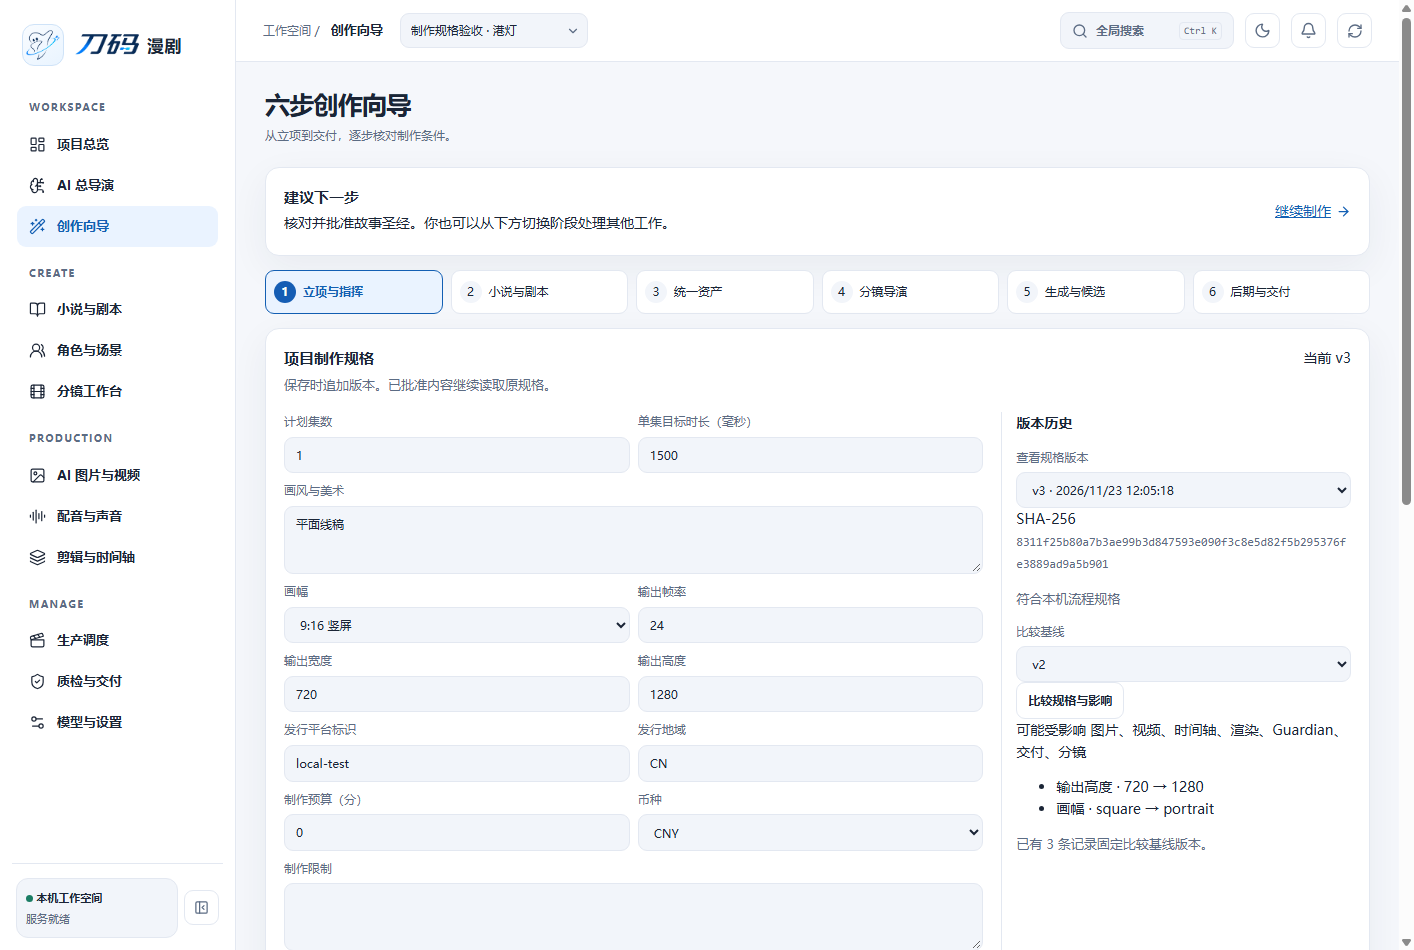 刀码 漫剧
WORKSPACE
项目总览
AI 总导演
创作向导
CREATE
小说与剧本
角色与场景
分镜工作台
PRODUCTION
AI 图片与视频
配音与声音
剪辑与时间轴
MANAGE
生产调度
质检与交付
模型与设置
本机工作空间
服务就绪
工作空间 / 创作向导
制作规格验收 · 港灯
全局搜索 Ctrl K
六步创作向导
从立项到交付，逐步核对制作条件。
建议下一步
核对并批准故事圣经。你也可以从下方切换阶段处理其他工作。
继续制作 →
1 立项与指挥
2 小说与剧本
3 统一资产
4 分镜导演
5 生成与候选
6 后期与交付
项目制作规格
当前 v3
保存时追加版本。已批准内容继续读取原规格。
计划集数
1
单集目标时长（毫秒）
1500
画风与美术
平面线稿
画幅
9:16 竖屏
输出帧率
24
输出宽度
720
输出高度
1280
发行平台标识
local-test
发行地域
CN
制作预算（分）
0
币种
CNY
制作限制
版本历史
查看规格版本
v3 · 2026/11/23 12:05:18
SHA-256
8311f25b80a7b3ae99b3d847593e090f3c8e5d82f5b295376f
e3889ad9a5b901
符合本机流程规格
比较基线
v2
比较规格与影响
可能受影响 图片、视频、时间轴、渲染、Guardian、
交付、分镜
• 输出高度 · 720 → 1280
• 画幅 · square → portrait
已有 3 条记录固定比较基线版本。